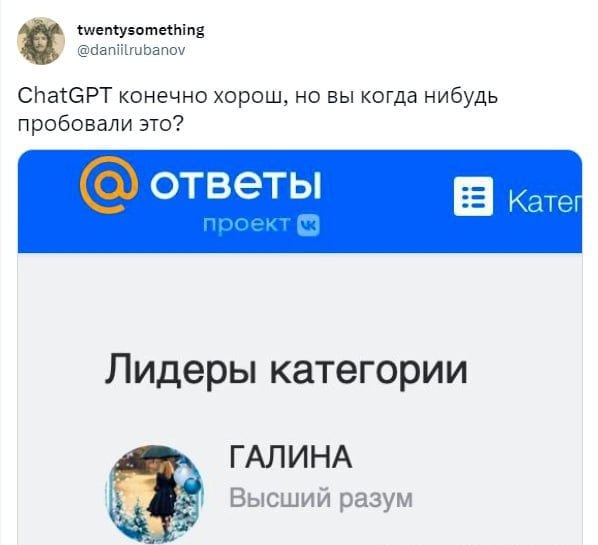 twentysomething
@daniilrubanov
ChatGPT конечно хорош, но вы когда нибудь
пробовали это?
@ ответы
проект
Катег
Лидеры категории
ГАЛИНА
Высший разум